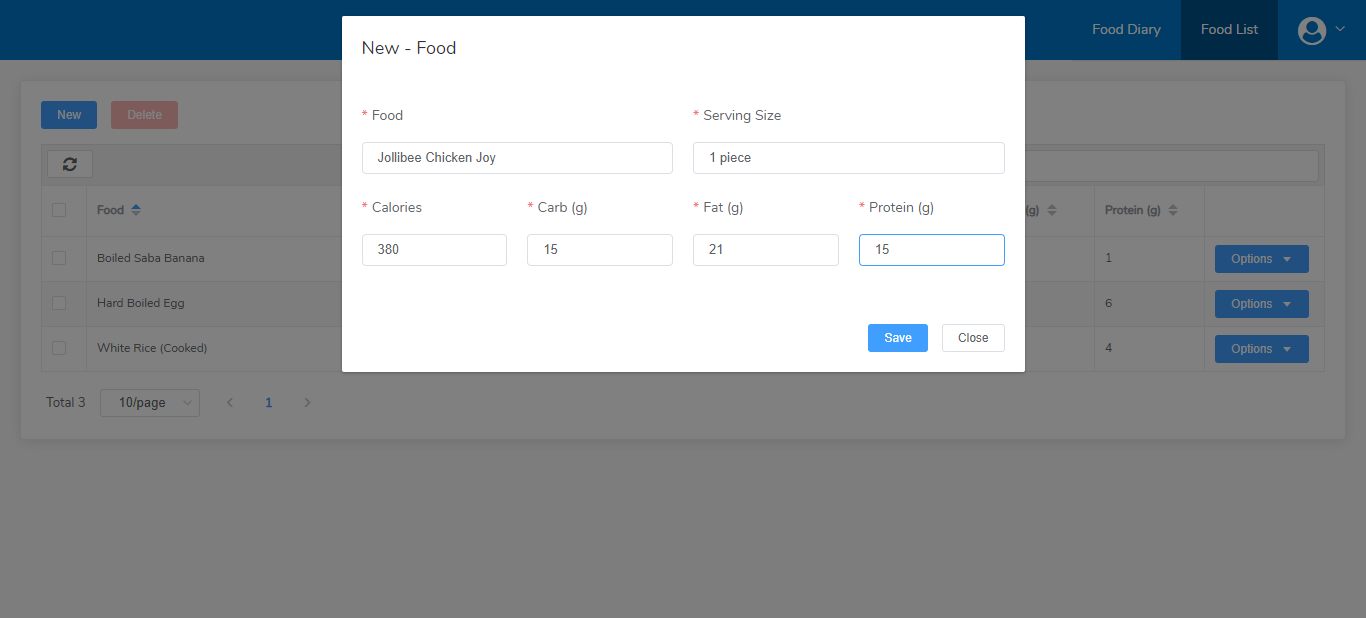 Food Diary
Food List
New - Food
* Food
* Serving Size
Jollibee Chicken Joy
1 piece
* Calories
* Carb (g)
* Fat (g)
* Protein (g)
380
15
21
15
Save
Close
New
Delete
Food
(g)
Protein (g)
Boiled Saba Banana
1
Options
Hard Boiled Egg
6
Options
White Rice (Cooked)
4
Options
Total 3
10/page
1